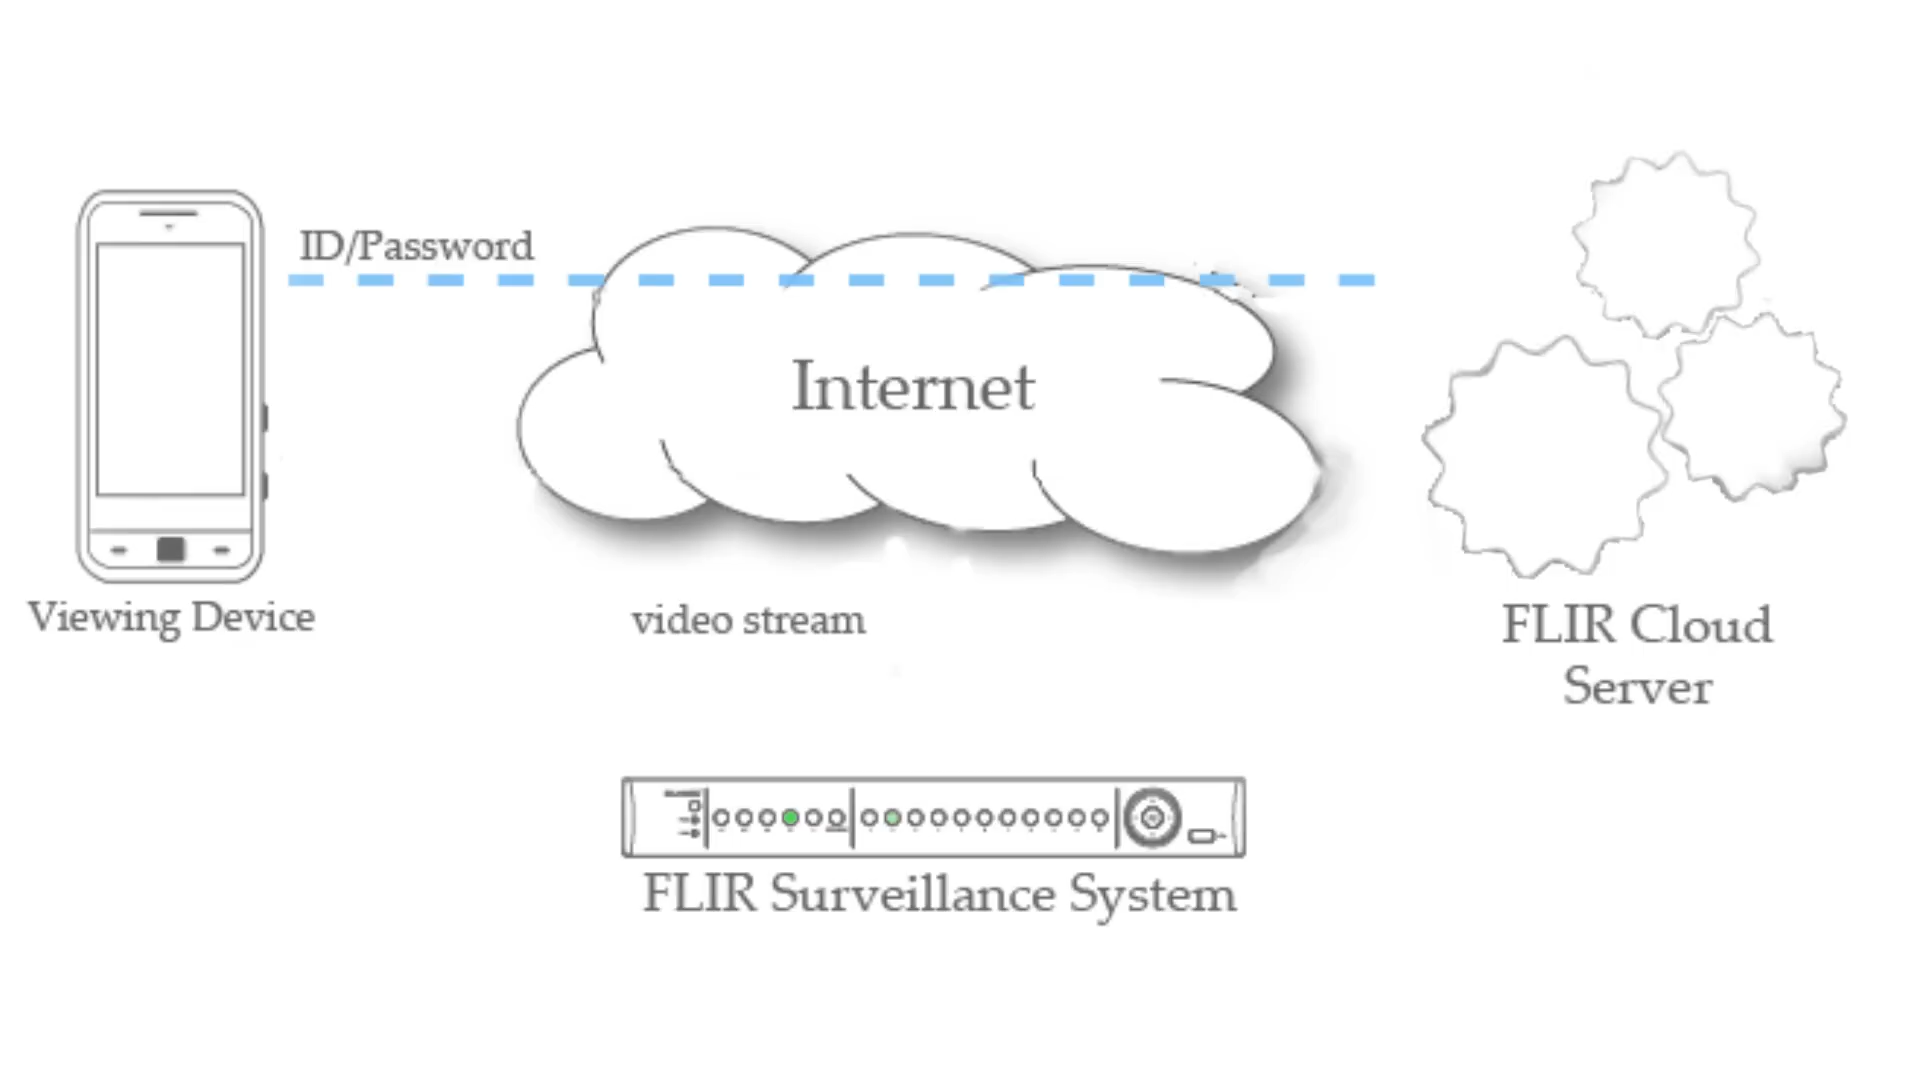 ID/Password
Internet
Viewing Device
video stream
FLIR Cloud
Server
FLIR Surveillance System